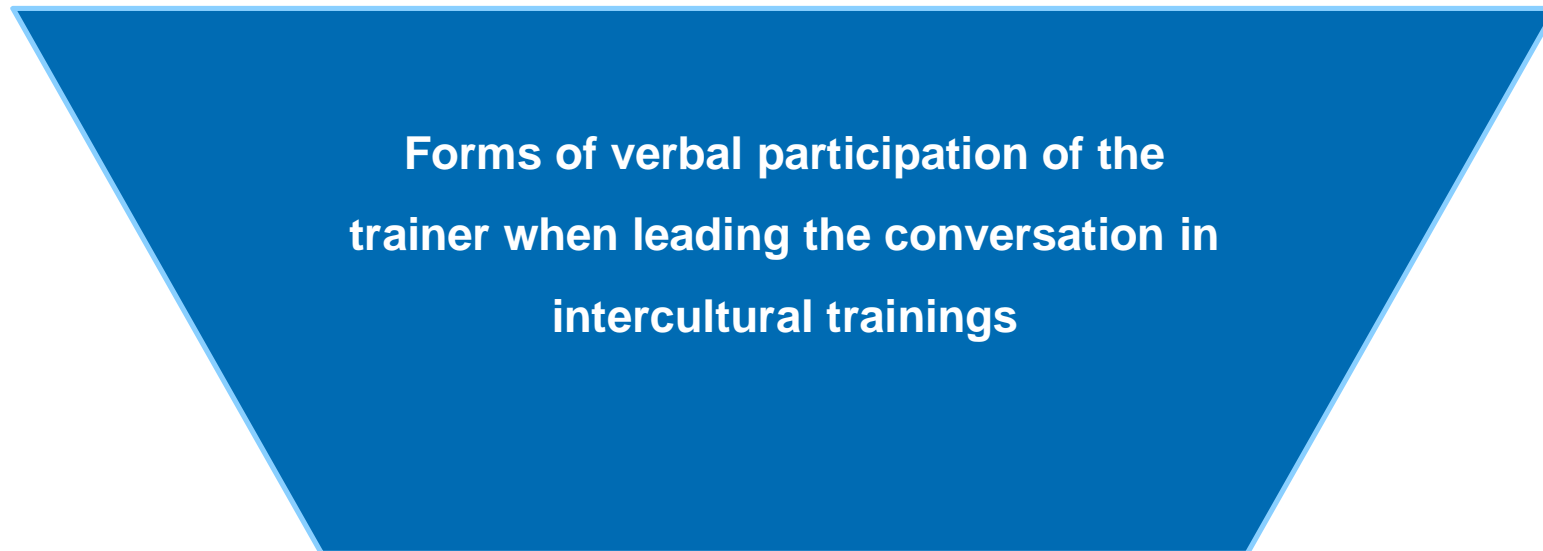 Forms of verbal participation of the
trainer when leading the conversation in
intercultural trainings